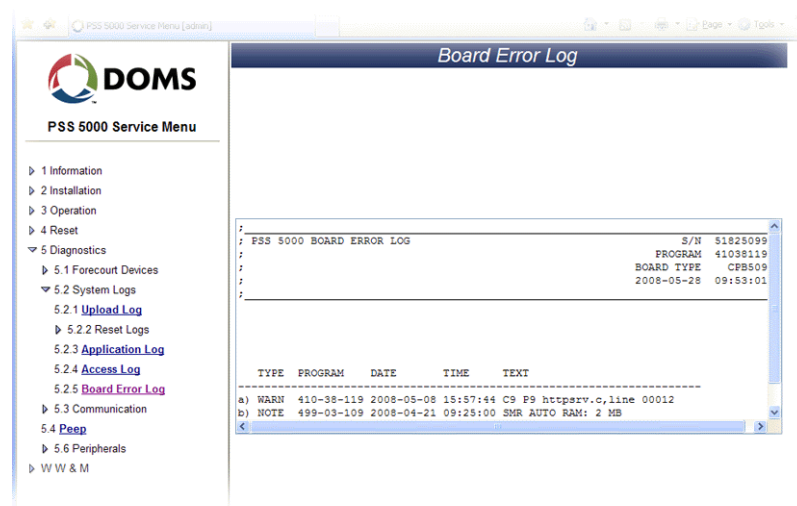 PSS 5000 Service Menu [admin]
Page
Tools
DOMS
™
PSS 5000 Service Menu
1 Information
2 Installation
3 Operation
4 Reset
5 Diagnostics
5.1 Forecourt Devices
5.2 System Logs
5.2.1 Upload Log
5.2.2 Reset Logs
5.2.3 Application Log
5.2.4 Access Log
5.2.5 Board Error Log
5.3 Communication
5.4 Peep
5.6 Peripherals
W W & M
Board Error Log
;
; PSS 5000 BOARD ERROR LOG S/N 51825099
; PROGRAM 41038119
; BOARD TYPE CPB509
; 2008-05-28 09:53:01
;
TYPE PROGRAM DATE TIME TEXT
----------------------------------------------------------------------
a) WARN 410-38-119 2008-05-08 15:57:44 C9 P9 httpsrv.c,line 00012
b) NOTE 499-03-109 2008-04-21 09:25:00 SMR AUTO RAM: 2 MB